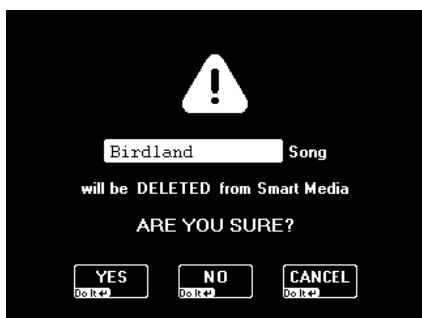 !
Birdland Song
will be DELETED from Smart Media
ARE YOU SURE?
YES NO CANCEL
Do It↵ Do It↵ Do It↵